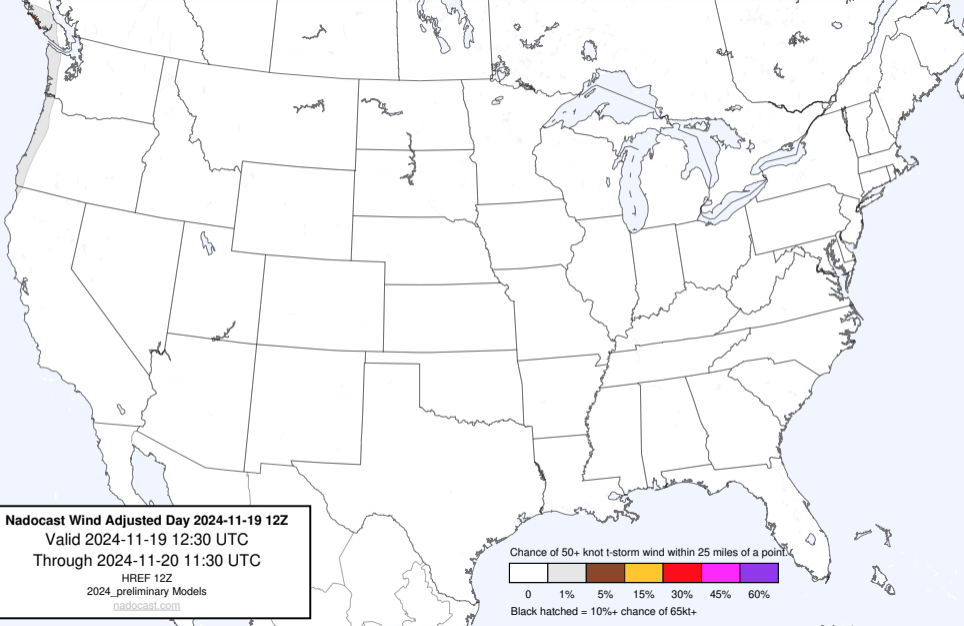 Nadocast Wind Adjusted Day 2024-11-19 12Z
Valid 2024-11-19 12:30 UTC
Through 2024-11-20 11:30 UTC
HREF 12Z
2024_preliminary Models
nadocast.com
Chance of 50+ knot t-storm wind within 25 miles of a point.
0 1% 5% 15% 30% 45% 60%
Black hatched = 10%+ chance of 65kt+